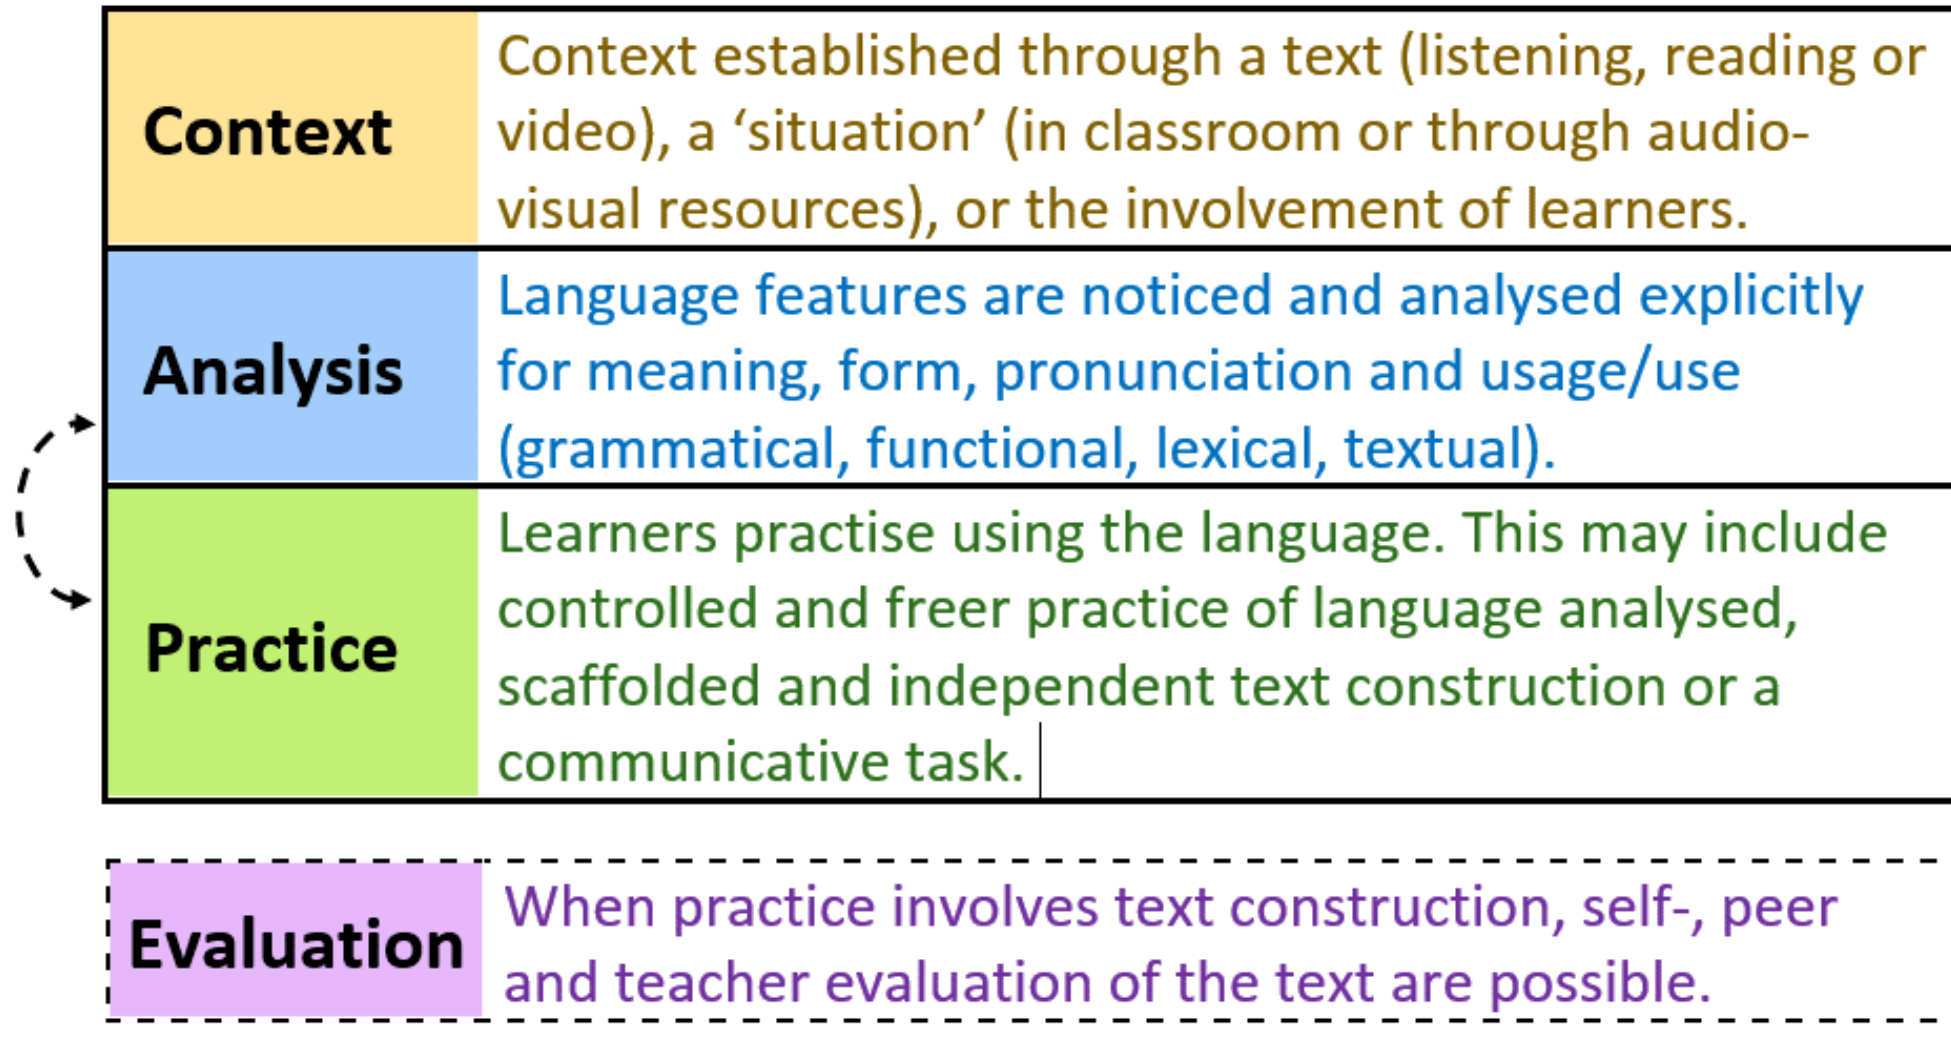 Context
Context established through a text (listening, reading or
video), a ‘situation’ (in classroom or through audio-
visual resources), or the involvement of learners.
Analysis
Language features are noticed and analysed explicitly
for meaning, form, pronunciation and usage/use
(grammatical, functional, lexical, textual).
Practice
Learners practise using the language. This may include
controlled and freer practice of language analysed,
scaffolded and independent text construction or a
communicative task.
Evaluation
When practice involves text construction, self-, peer
and teacher evaluation of the text are possible.